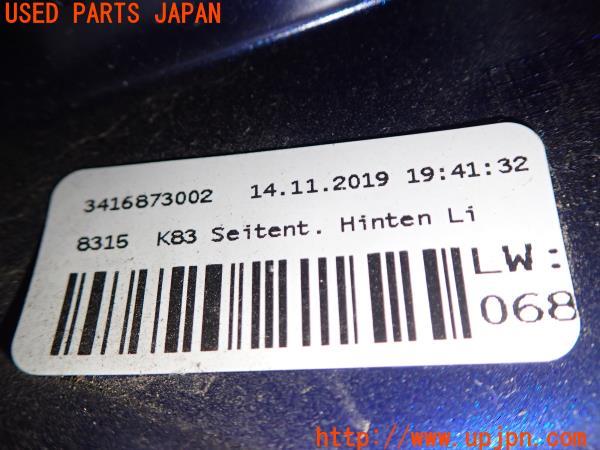 USED PARTS JAPAN
3416873002 14.11.2019 19:41:32
8315 K83 Seitent. Hinten Li
LW:
068
http://www.upjpn.com